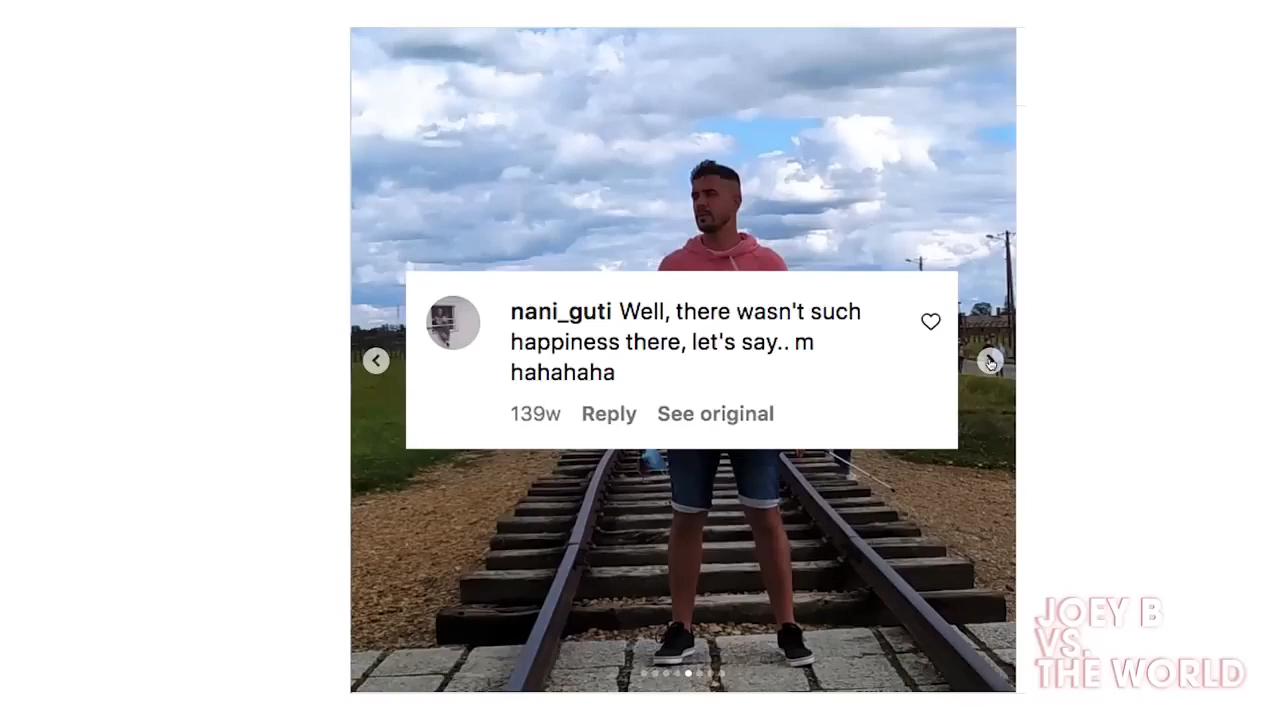 nani_guti Well, there wasn't such
happiness there, let's say.. m
hahahaha
139w Reply See original
JOEY B
VS.
THE WORLD